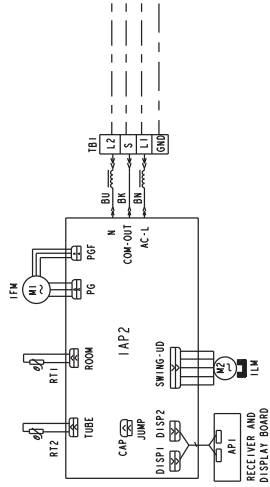 IFM
M1
RT1
RT2
PG
PGF
ROOM
TUBE
CAP
JUMP
IAP2
N
COM-OUT
AC-L
BU
BK
BN
TB1
L2
S
L1
GND
DISP1
DISP2
SWING-UD
M2
ILM
AP1
RECEIVER AND
DISPLAY BOARD